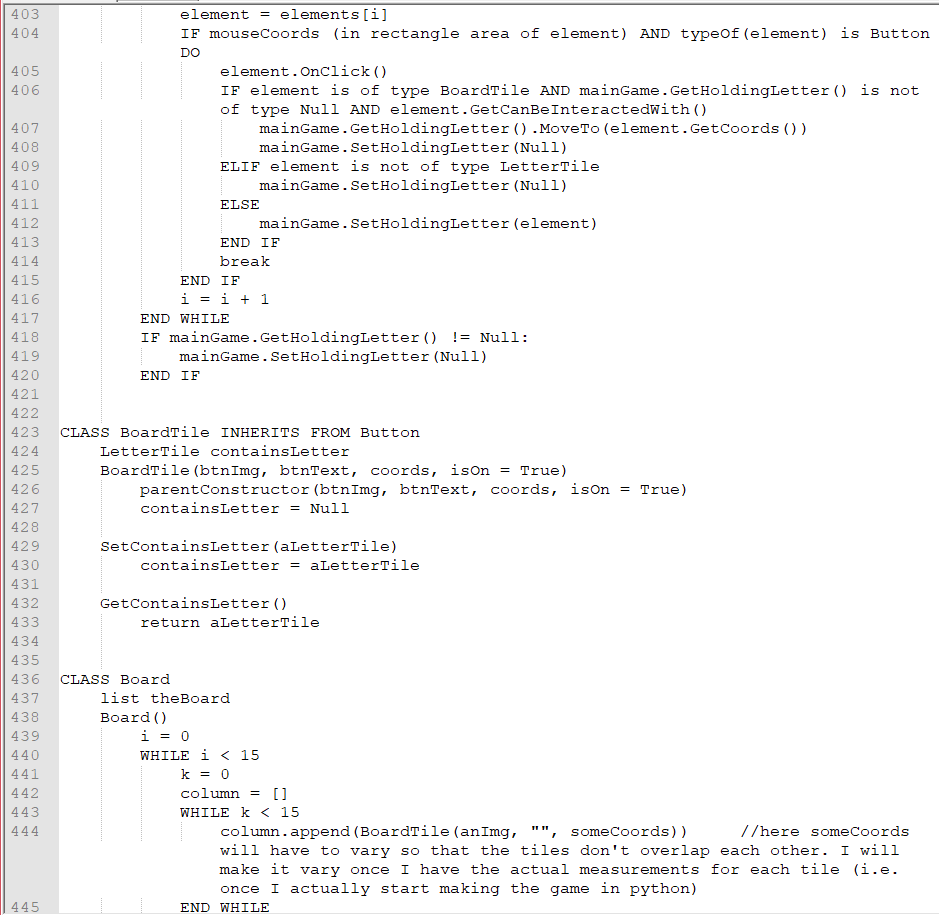 403 element = elements[i]
404 IF mouseCoords (in rectangle area of element) AND typeOf(element) is Button
DO
405 element.OnClick()
406 IF element is of type BoardTile AND mainGame.GetHoldingLetter() is not
of type Null AND element.GetCanBeInteractedWith()
407 mainGame.GetHoldingLetter().MoveTo(element.GetCoords())
408 mainGame.SetHoldingLetter(Null)
409 ELIF element is not of type LetterTile
410 mainGame.SetHoldingLetter(Null)
411 ELSE
412 mainGame.SetHoldingLetter(element)
413 END IF
414 break
415 END IF
416 i = i + 1
417 END WHILE
418 IF mainGame.GetHoldingLetter() != Null:
419 mainGame.SetHoldingLetter(Null)
420 END IF
421
422
423 CLASS BoardTile INHERITS FROM Button
424 LetterTile containsLetter
425 BoardTile(btnImg, btnText, coords, isOn = True)
426 parentConstructor(btnImg, btnText, coords, isOn = True)
427 containsLetter = Null
428
429 SetContainsLetter(aLetterTile)
430 containsLetter = aLetterTile
431
432 GetContainsLetter()
433 return aLetterTile
434
435
436 CLASS Board
437 list theBoard
438 Board()
439 i = 0
440 WHILE i < 15
441 k = 0
442 column = []
443 WHILE k < 15
444 column.append(BoardTile(anImg, "", someCoords)) //here someCoords
will have to vary so that the tiles don't overlap each other. I will
make it vary once I have the actual measurements for each tile (i.e.
once I actually start making the game in python)
445 END WHILE